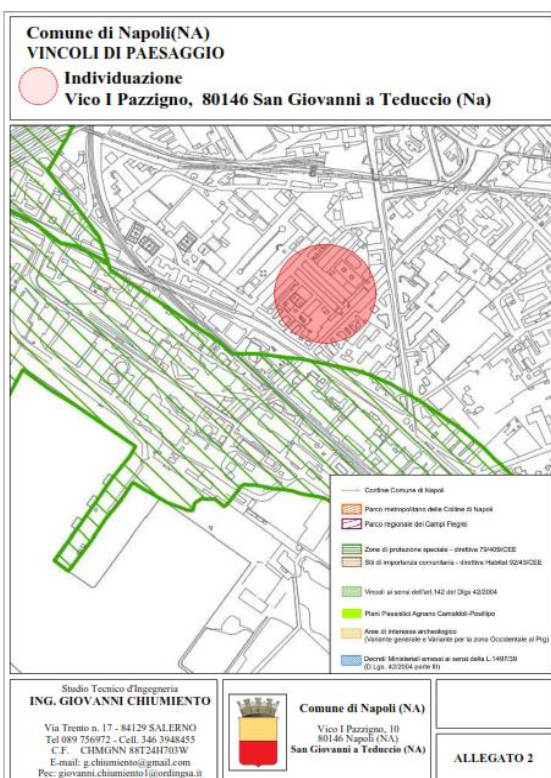 Comune di Napoli(NA)
VINCOLI DI PAESAGGIO
Individuazione
Vico I Pazzigno, 80146 San Giovanni a Teduccio (Na)
Confine Comune di Napoli
Parco metropolitano delle Colline di Napoli
Parco regionale dei Campi Flegrei
Zone di protezione speciale - direttiva 79/409/CEE
Siti di importanza comunitaria - direttiva Habitat 92/43/CEE
Vincoli ai sensi dell'art.142 del Dlgs 42/2004
Piani Paesistici Agnano Camaldoli-Posillipo
Aree di interesse archeologico
(Variante generale e Variante per la zona Occidentale al Prg)
Decreti Ministeriali emessi ai sensi della L.1497/39
(D.Lgs. 42/2004 parte III)
Studio Tecnico d'Ingegneria
ING. GIOVANNI CHIUMIENTO
Via Trento n. 17 - 84129 SALERNO
Tel 089 756972 - Cell. 346 3948455
C.F. CHMGNN 88T24H703W
E-mail: g.chiumiento@gmail.com
Pec: giovanni.chiumiento1@ordingsa.it
Comune di Napoli (NA)
Vico I Pazzigno, 10
80146 Napoli (NA)
San Giovanni a Teduccio (NA)
ALLEGATO 2